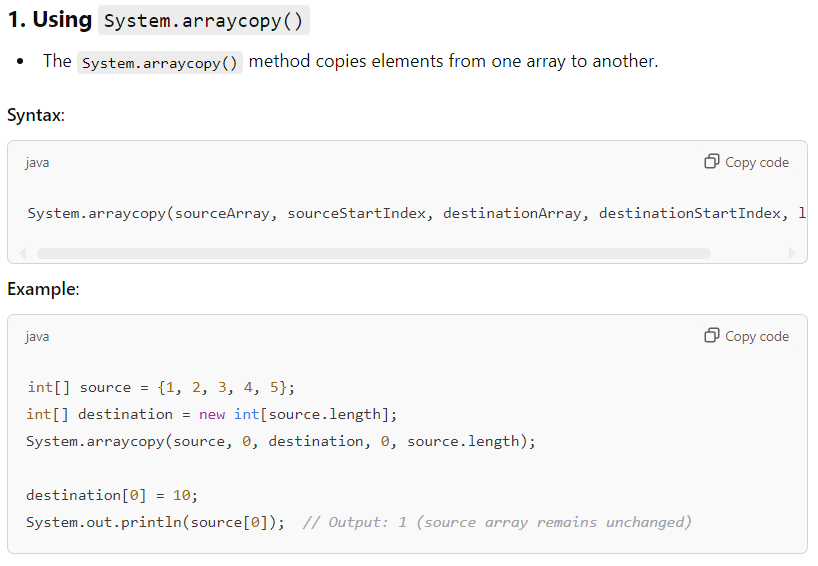 1. Using System.arraycopy()
• The System.arraycopy() method copies elements from one array to another.
Syntax:
java
Copy code
System.arraycopy(sourceArray, sourceStartIndex, destinationArray, destinationStartIndex, l
Example:
java
Copy code
int[] source = {1, 2, 3, 4, 5};
int[] destination = new int[source.length];
System.arraycopy(source, 0, destination, 0, source.length);
destination[0] = 10;
System.out.println(source[0]);  // Output: 1 (source array remains unchanged)